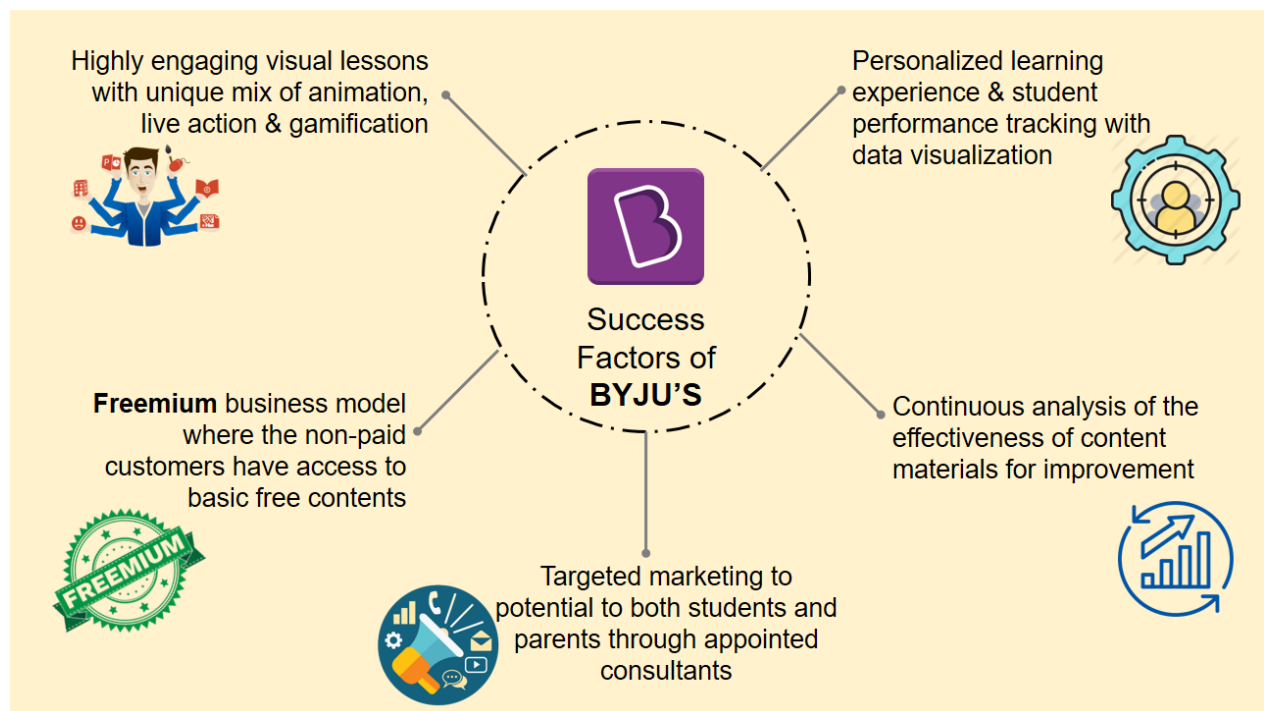 Highly engaging visual lessons
with unique mix of animation,
live action & gamification
Personalized learning
experience & student
performance tracking with
data visualization
B
Success
Factors of
BYJU'S
Freemium business model
where the non-paid
customers have access to
basic free contents
FREEMIUM
Continuous analysis of the
effectiveness of content
materials for improvement
Targeted marketing to
potential to both students and
parents through appointed
consultants